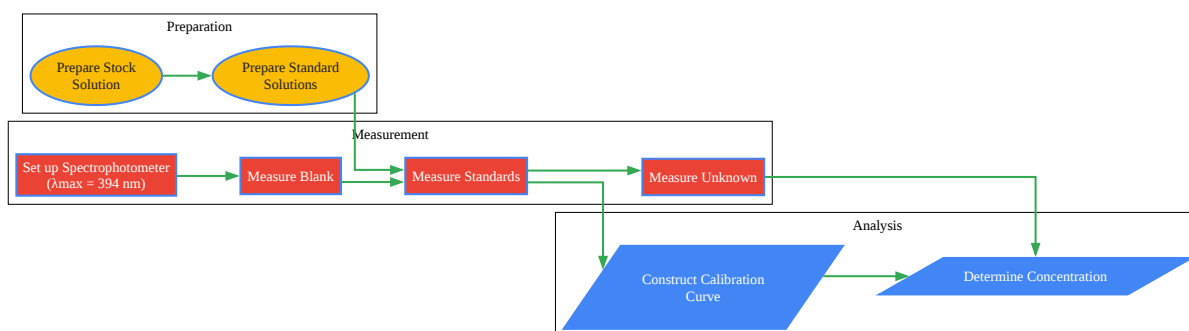 Preparation
Prepare Stock
Solution
Prepare Standard
Solutions
Measurement
Set up Spectrophotometer
(λmax = 394 nm)
Measure Blank
Measure Standards
Measure Unknown
Analysis
Construct Calibration
Curve
Determine Concentration